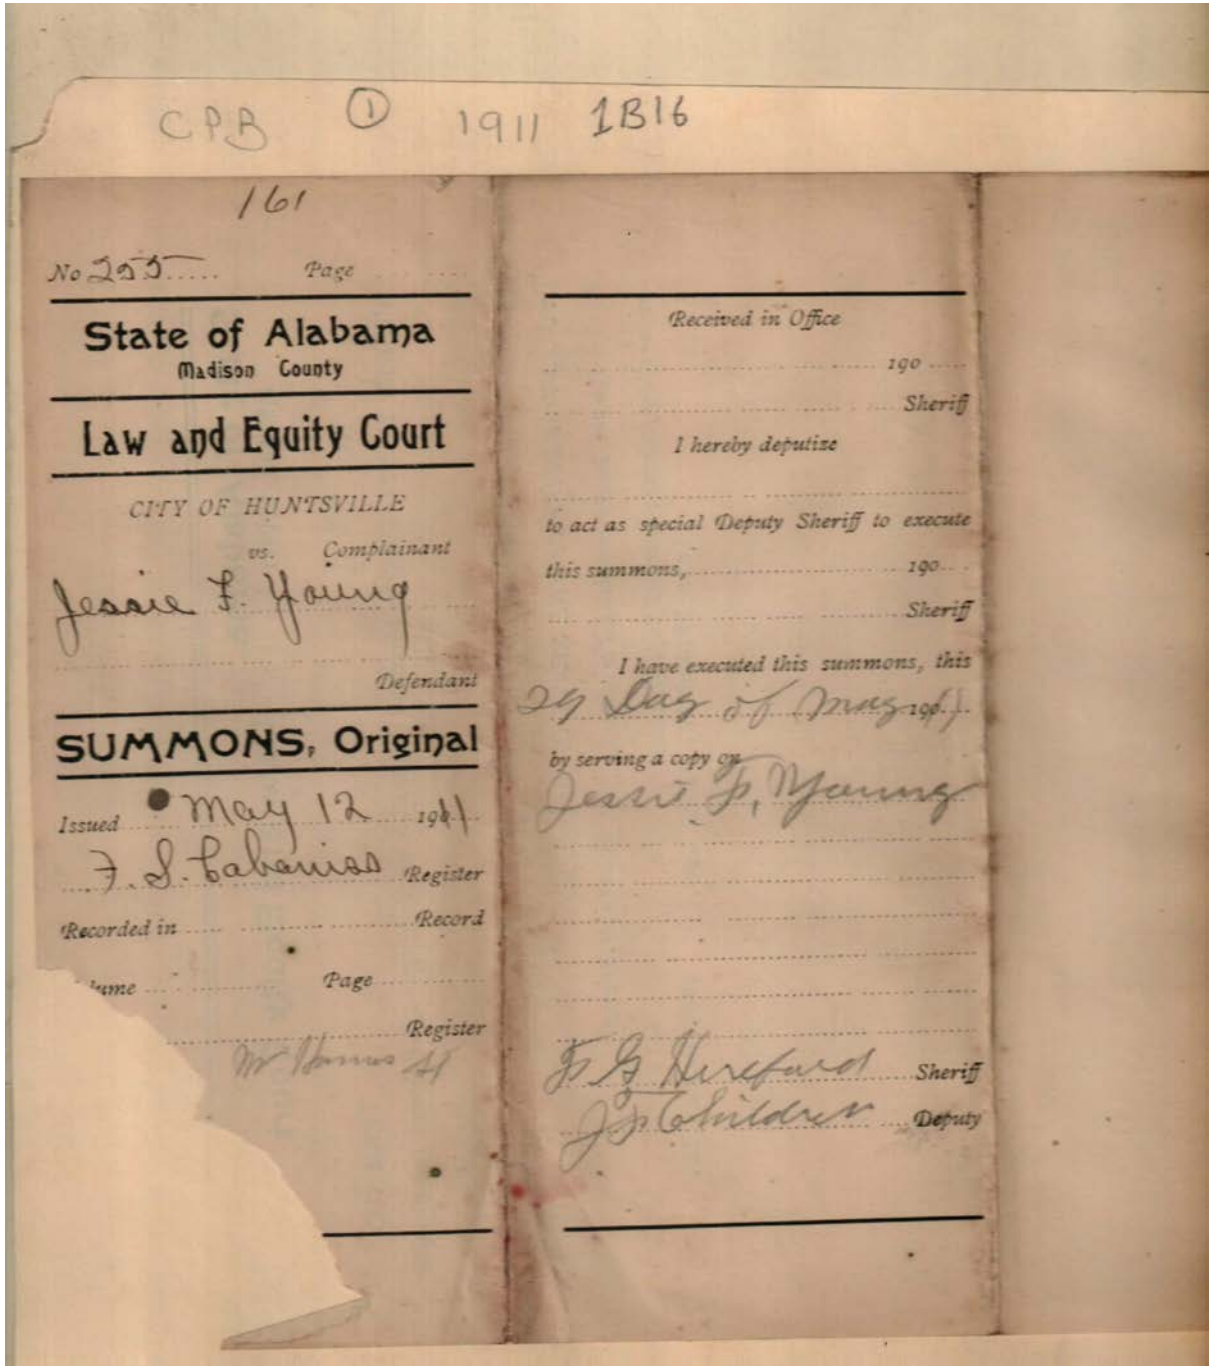 CPB ① 1911 1B16
161
No 255 Page
State of Alabama
Madison County
Law and Equity Court
CITY OF HUNTSVILLE
vs. Complainant
Jessie F. Young
Defendant
SUMMONS, Original
Issued May 12 1911
F. S. Cabaniss Register
Recorded in Record
ume Page
Register
Mr St
Received in Office
190
Sheriff
I hereby deputize
to act as special Deputy Sheriff to execute
this summons, 190
Sheriff
I have executed this summons, this
29 Day of May 1911
by serving a copy on
Jessie F. Young
F G Hereford Sheriff
J F Childress Deputy